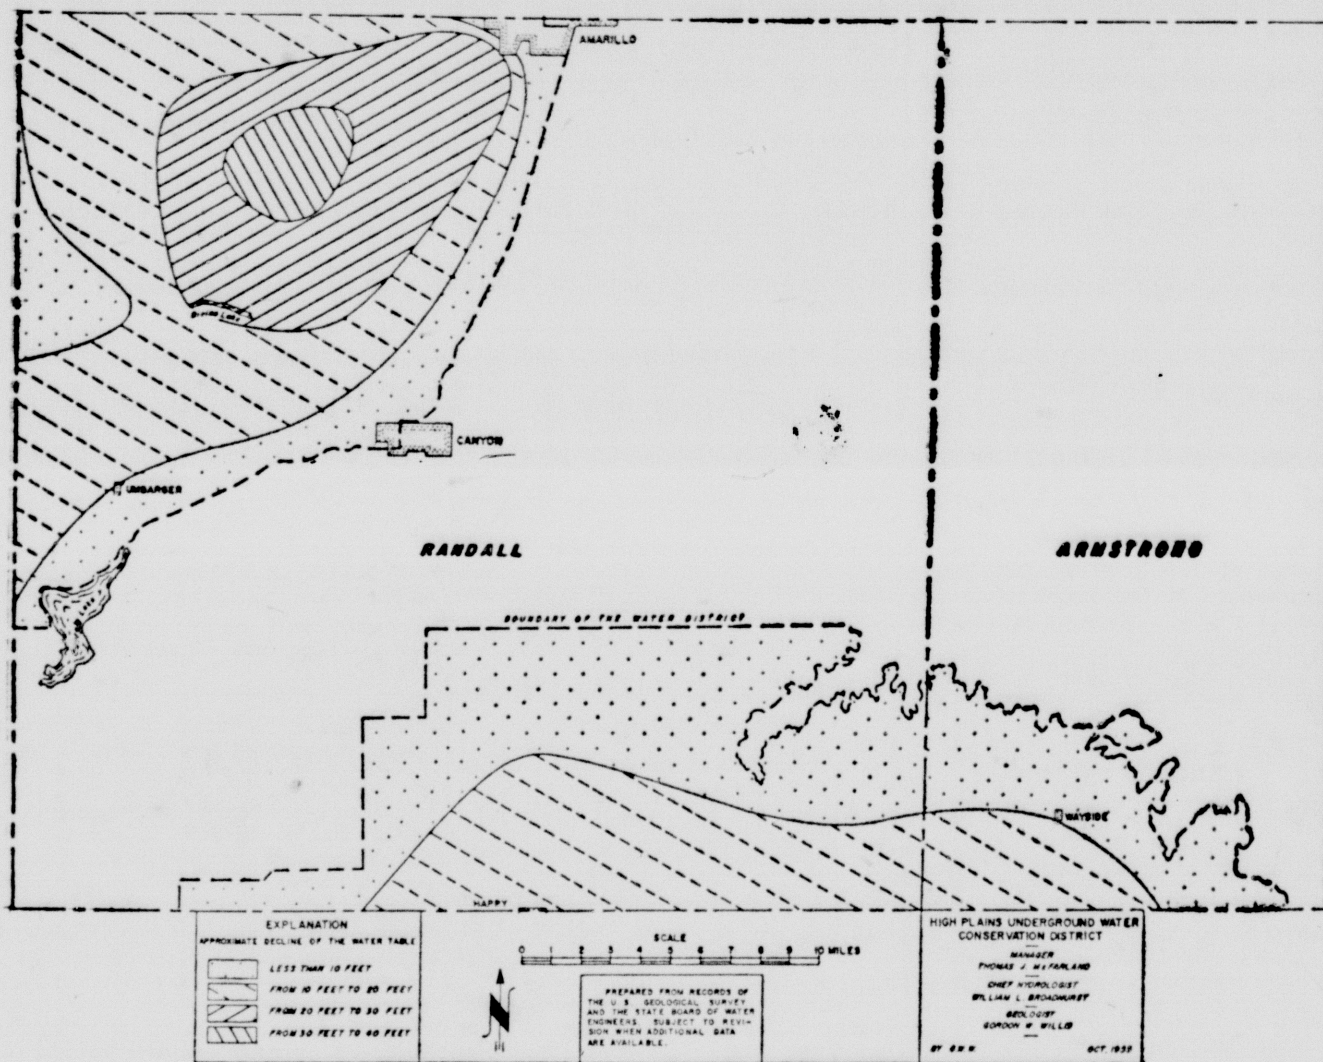 AMARILLO
CANYON
UMBARGER
RANDALL
ARMSTRONG
BOUNDARY OF THE WATER DISTRICT
WAYSIDE
HAPPY
EXPLANATION
APPROXIMATE DECLINE OF THE WATER TABLE
LESS THAN 10 FEET
FROM 10 FEET TO 20 FEET
FROM 20 FEET TO 30 FEET
FROM 30 FEET TO 40 FEET
SCALE
0 1 2 3 4 5 6 7 8 9 10 MILES
PREPARED FROM RECORDS OF
THE U. S. GEOLOGICAL SURVEY
AND THE STATE BOARD OF WATER
ENGINEERS. SUBJECT TO REVI-
SION WHEN ADDITIONAL DATA
ARE AVAILABLE.
HIGH PLAINS UNDERGROUND WATER
CONSERVATION DISTRICT
MANAGER
THOMAS J. McFARLAND
CHIEF HYDROLOGIST
WILLIAM L. BROADHURST
GEOLOGIST
GORDON W. WILLIS
BY G.W.W. OCT. 1955